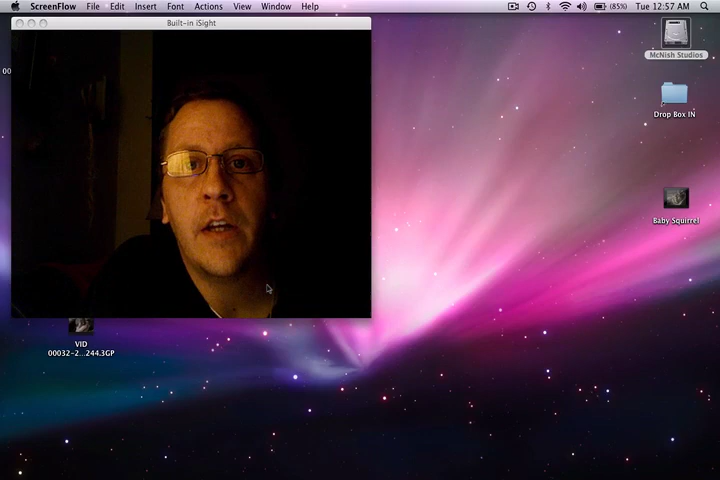 ScreenFlow File Edit Insert Font Actions View Window Help (85%) Tue 12:57 AM
Built-in iSight
McNish Studios
00
Drop Box IN
Baby Squirrel
VID
00032-2...244.3GP